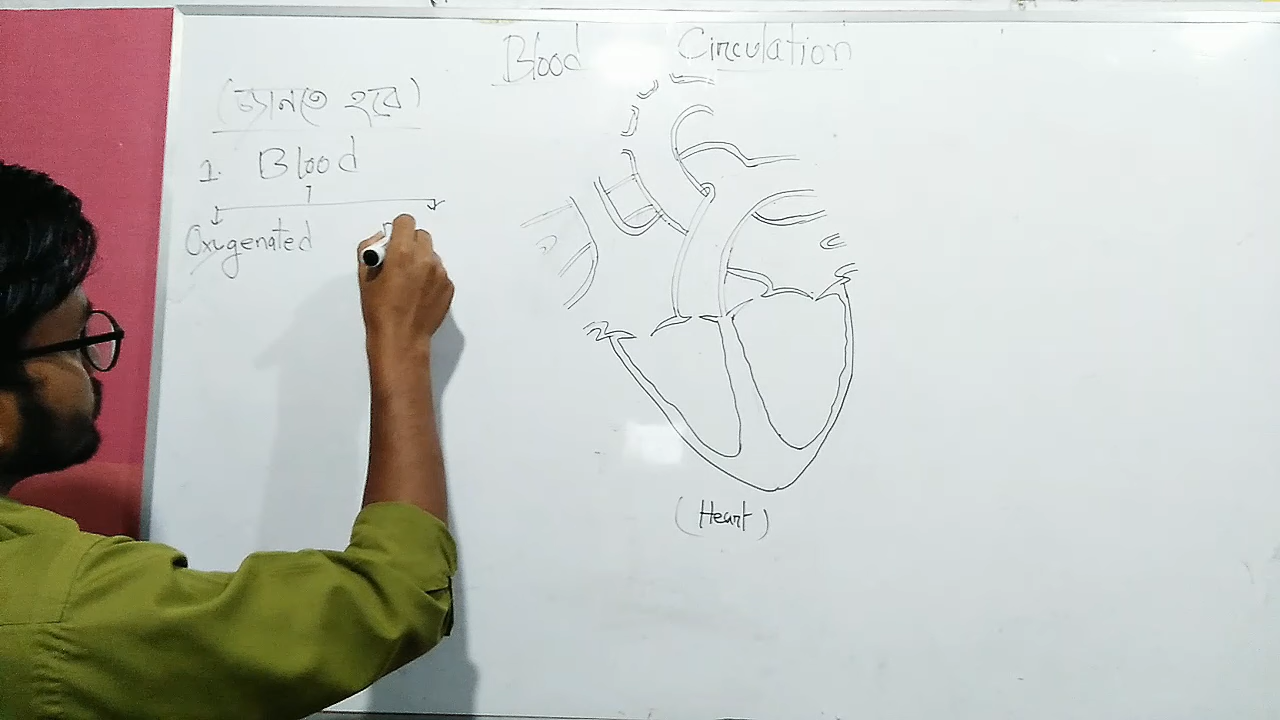 Blood Circulation
(জানতে হবে)
1. Blood
Oxygenated
(Heart)